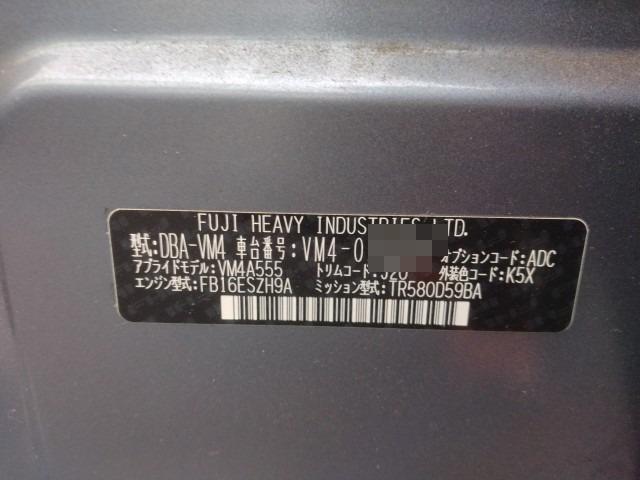 FUJI HEAVY INDUSTRIES LTD.
型式:DBA-VM4 車台番号:VM4-0 オプションコード:ADC
アプライドモデル:VM4A555 トリムコード:J20 外装色コード:K5X
エンジン型式:FB16ESZH9A ミッション型式:TR580D59BA